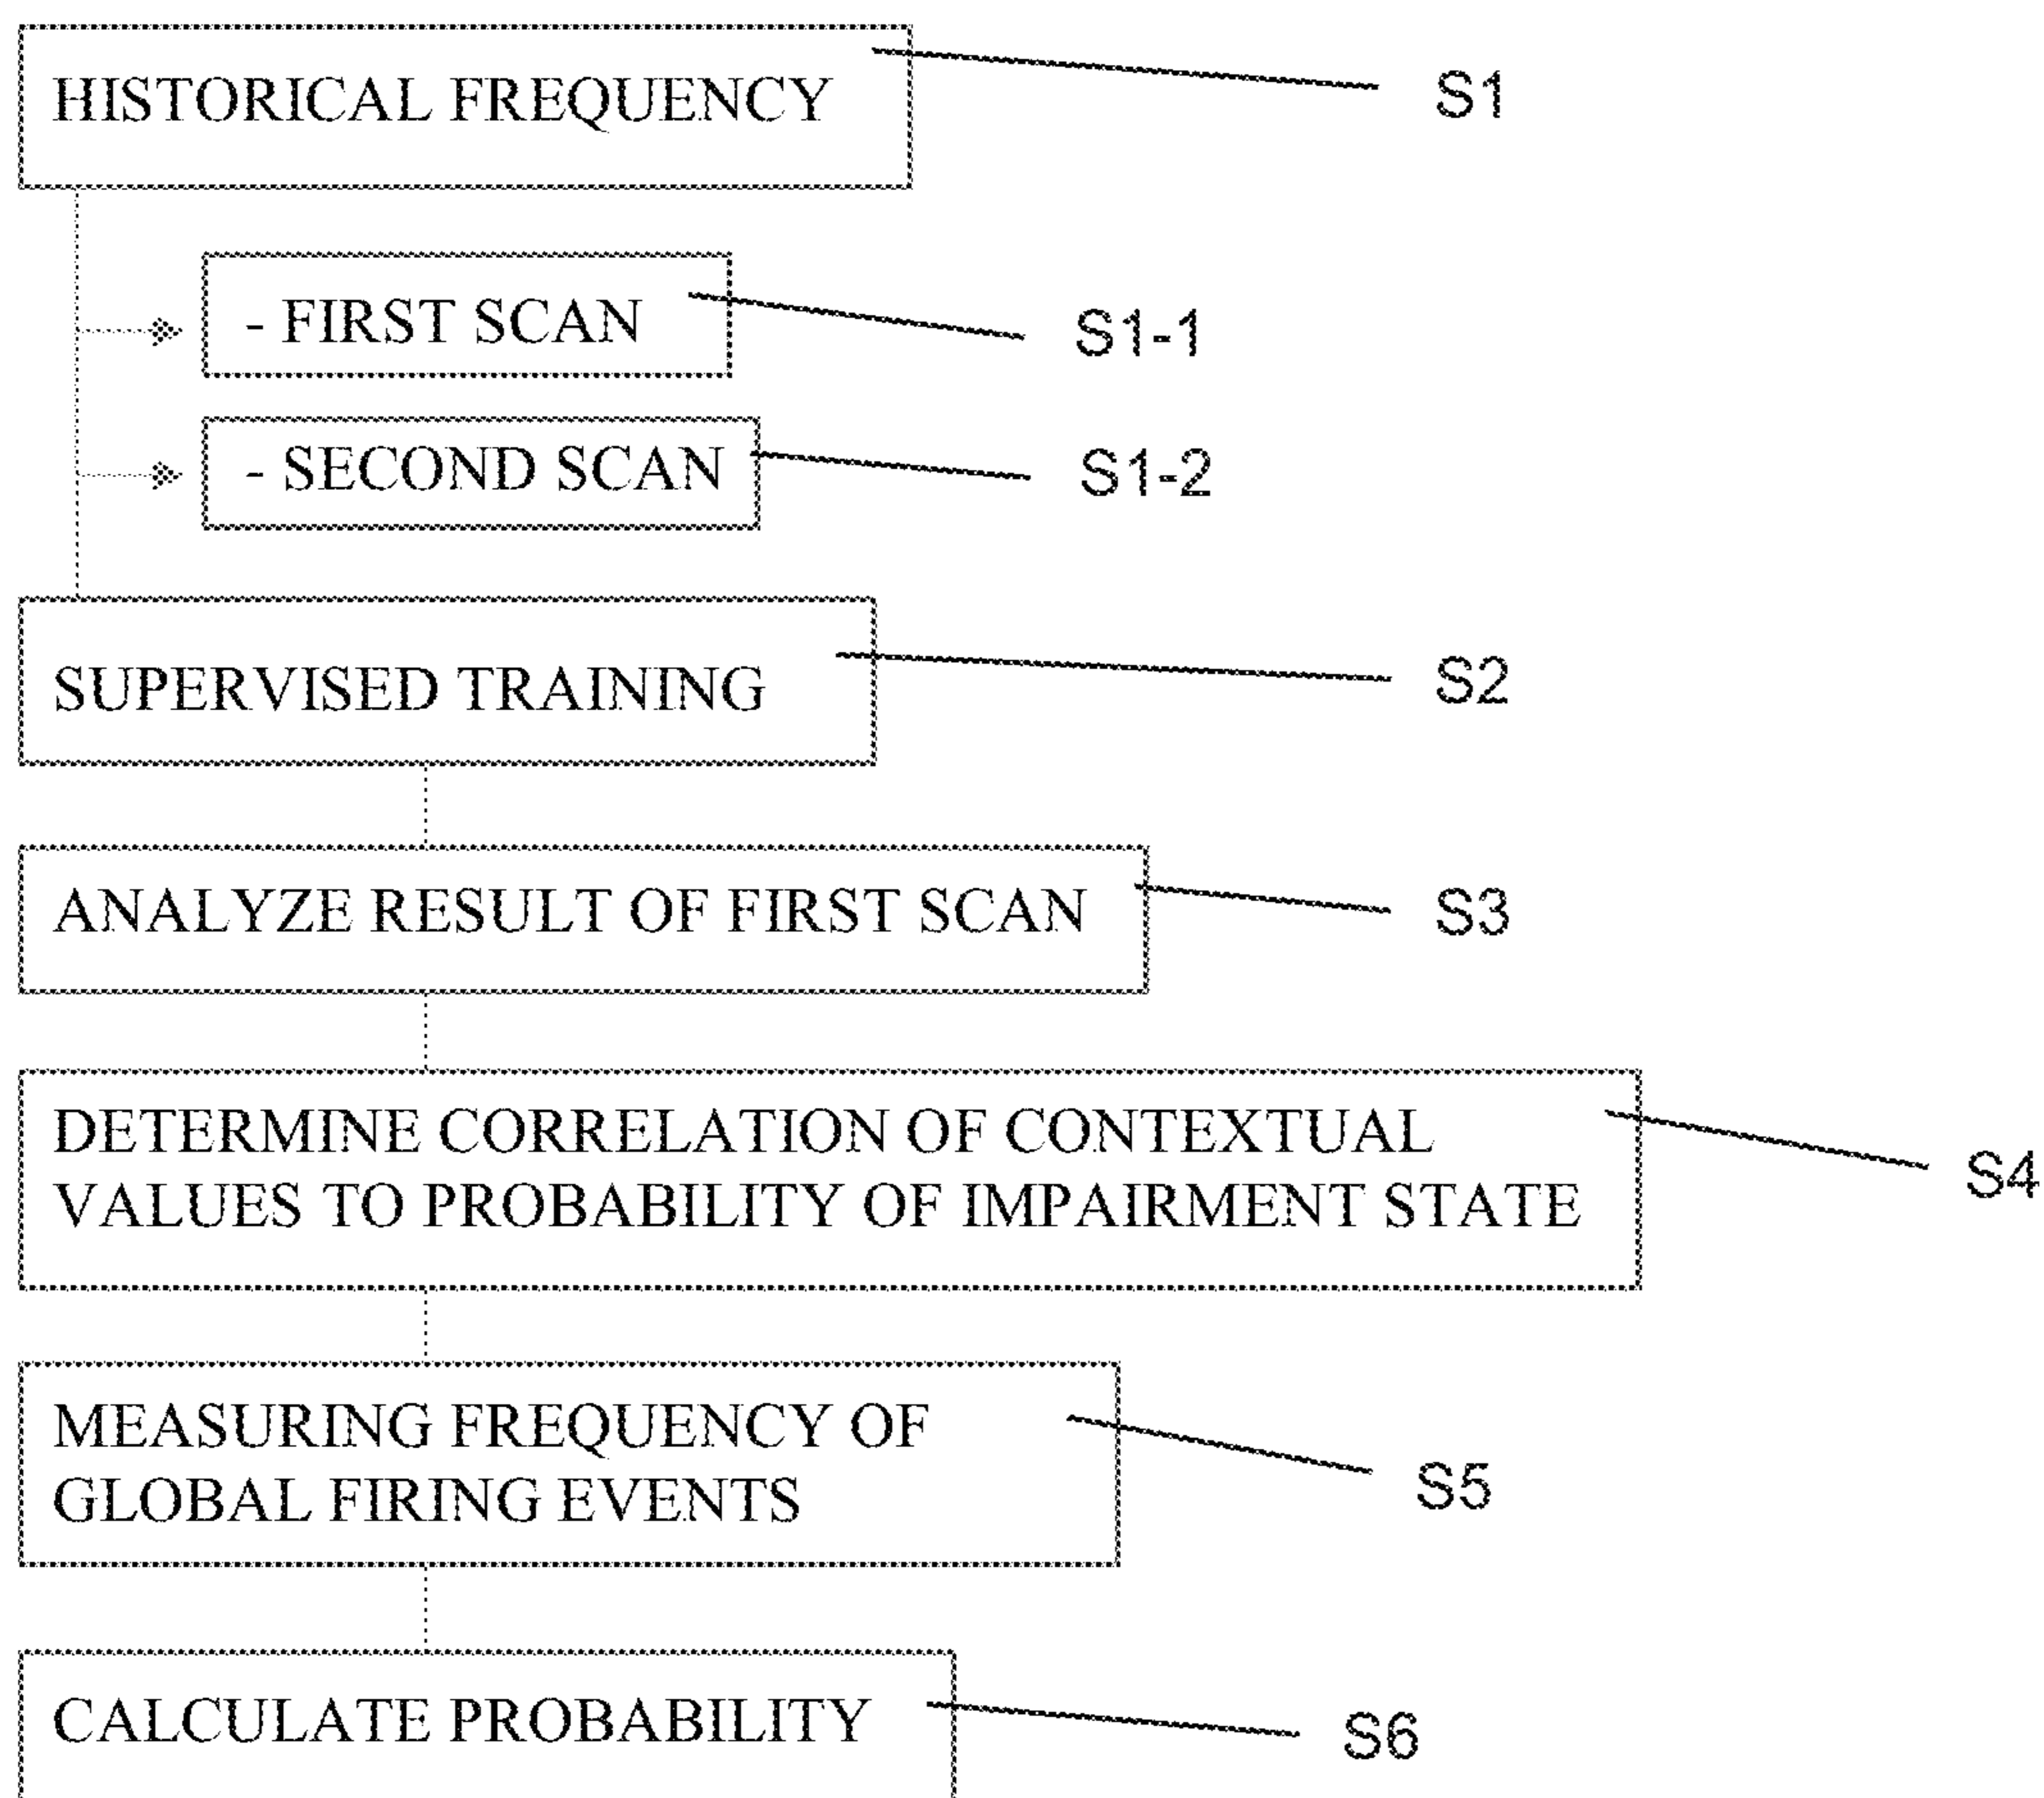 HISTORICAL FREQUENCY
S1
- FIRST SCAN
S1-1
- SECOND SCAN
S1-2
SUPERVISED TRAINING
S2
ANALYZE RESULT OF FIRST SCAN
S3
DETERMINE CORRELATION OF CONTEXTUAL
VALUES TO PROBABILITY OF IMPAIRMENT STATE
S4
MEASURING FREQUENCY OF
GLOBAL FIRING EVENTS
S5
CALCULATE PROBABILITY
S6